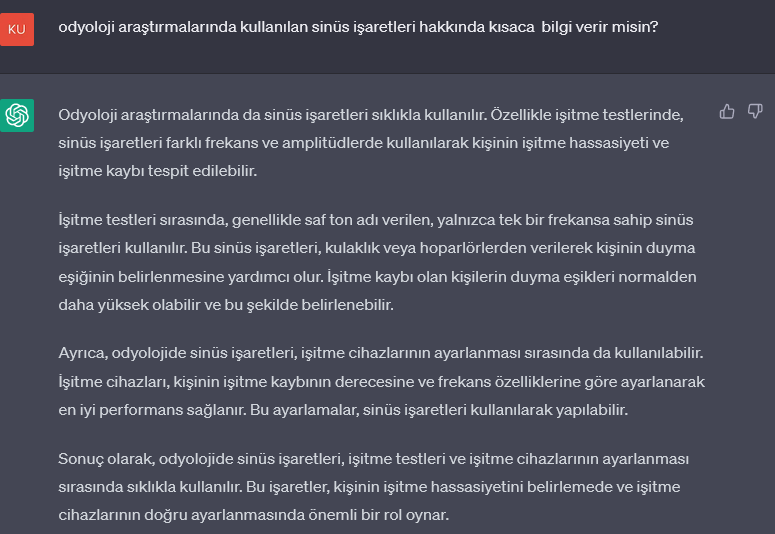 KU
odyoloji araştırmalarında kullanılan sinüs işaretleri hakkında kısaca  bilgi verir misin?
Odyoloji araştırmalarında da sinüs işaretleri sıklıkla kullanılır. Özellikle işitme testlerinde,
sinüs işaretleri farklı frekans ve amplitüdlerde kullanılarak kişinin işitme hassasiyeti ve
işitme kaybı tespit edilebilir.
İşitme testleri sırasında, genellikle saf ton adı verilen, yalnızca tek bir frekansa sahip sinüs
işaretleri kullanılır. Bu sinüs işaretleri, kulaklık veya hoparlörlerden verilerek kişinin duyma
eşiğinin belirlenmesine yardımcı olur. İşitme kaybı olan kişilerin duyma eşikleri normalden
daha yüksek olabilir ve bu şekilde belirlenebilir.
Ayrıca, odyolojide sinüs işaretleri, işitme cihazlarının ayarlanması sırasında da kullanılabilir.
İşitme cihazları, kişinin işitme kaybının derecesine ve frekans özelliklerine göre ayarlanarak
en iyi performans sağlanır. Bu ayarlamalar, sinüs işaretleri kullanılarak yapılabilir.
Sonuç olarak, odyolojide sinüs işaretleri, işitme testleri ve işitme cihazlarının ayarlanması
sırasında sıklıkla kullanılır. Bu işaretler, kişinin işitme hassasiyetini belirlemede ve işitme
cihazlarının doğru ayarlanmasında önemli bir rol oynar.